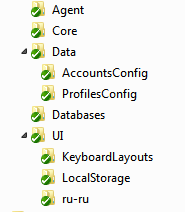 Agent
Core
Data
AccountsConfig
ProfilesConfig
Databases
UI
KeyboardLayouts
LocalStorage
ru-ru